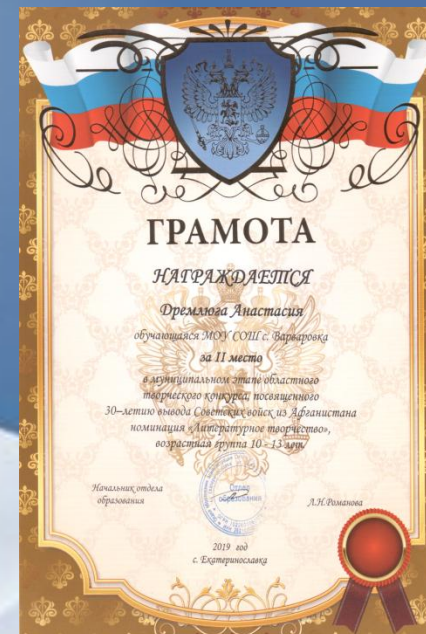 ГРАМОТА
НАГРАЖДАЕТСЯ
Дремлюга Анастасия
обучающаяся МОУ СОШ с. Варваровка
за II место
в муниципальном этапе областного
творческого конкурса, посвященного
30–летию вывода Советских войск из Афганистана
номинация «Литературное творчество»,
возрастная группа 10 - 13 лет
Начальник отдела
образования
Отдел
образования
Л.Н.Романова
2019 год
с. Екатеринославка